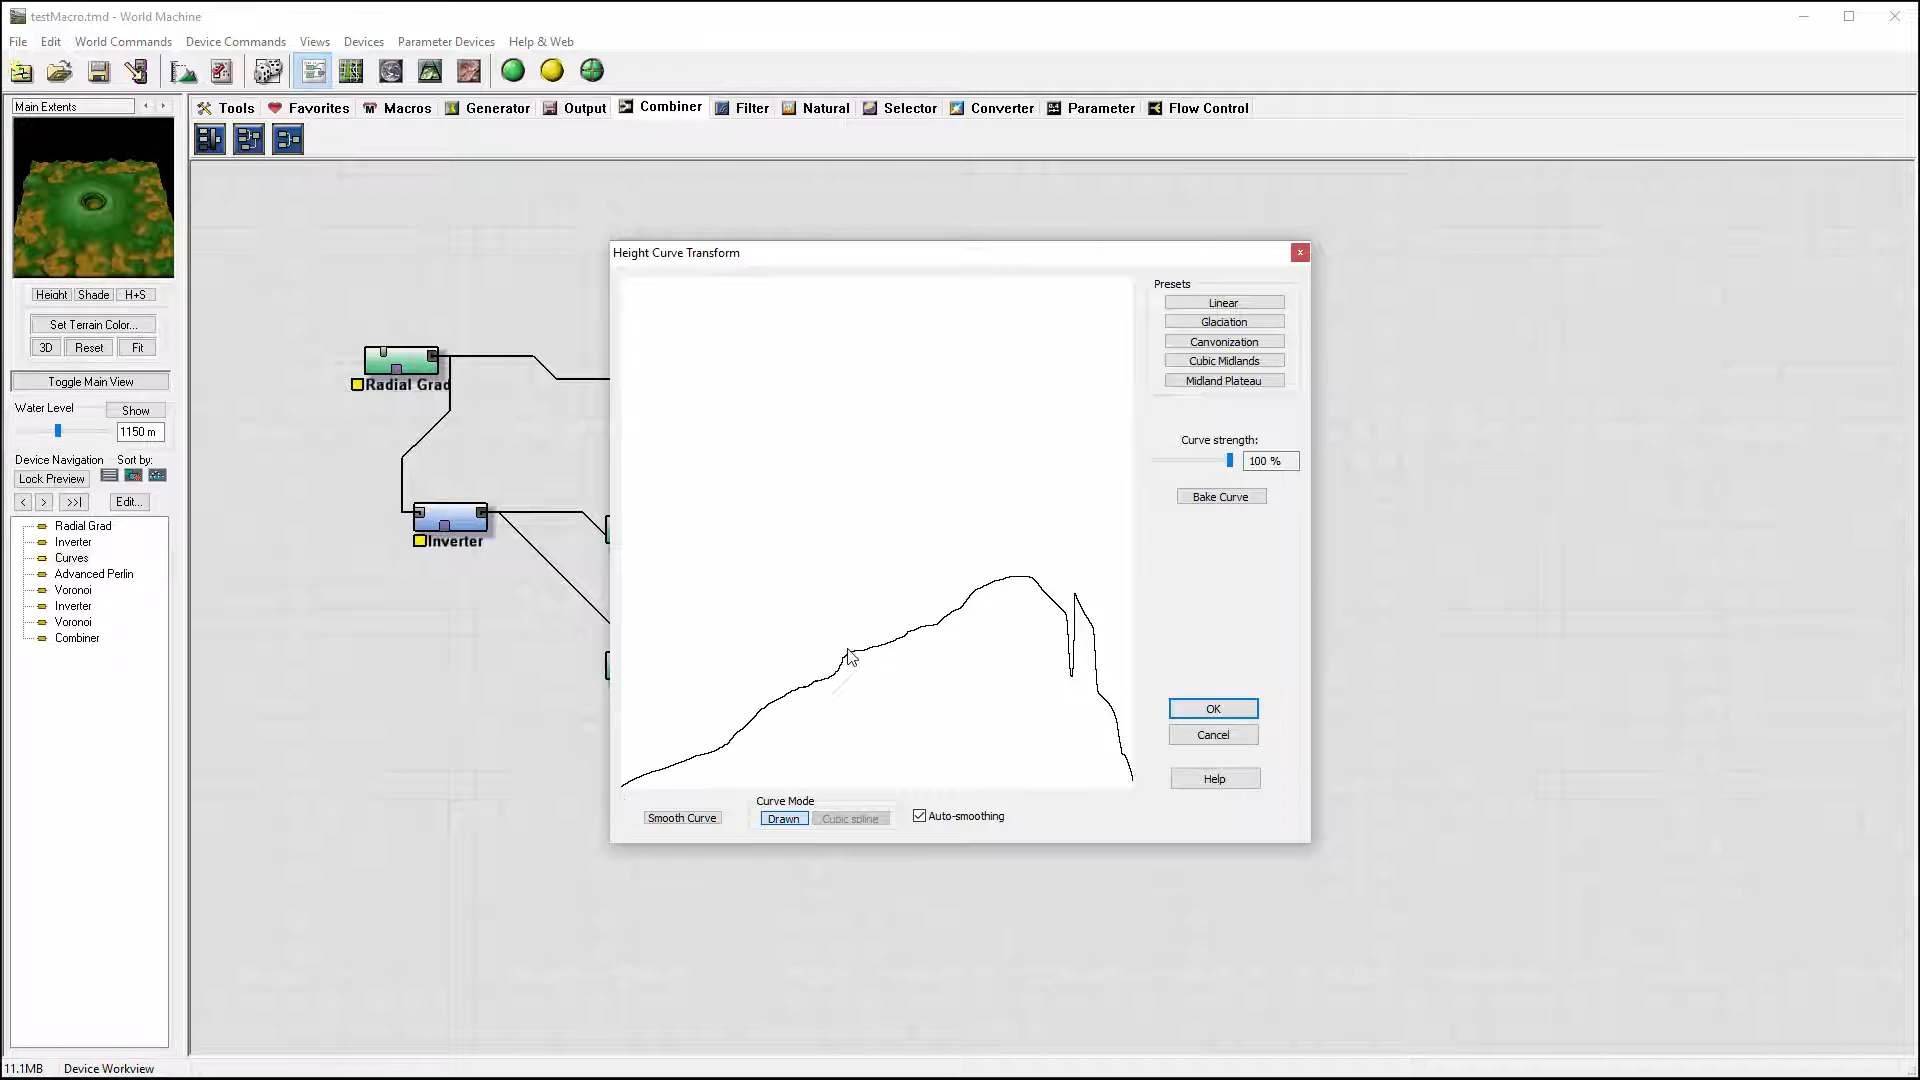 testMacro.tmd - World Machine
File Edit World Commands Device Commands Views Devices Parameter Devices Help & Web
Main Extents
Tools Favorites Macros Generator Output Combiner Filter Natural Selector Converter Parameter Flow Control
Height Shade H+S
Set Terrain Color...
3D Reset Fit
Toggle Main View
Water Level Show
1150 m
Device Navigation Sort by:
Lock Preview
< > >>| Edit...
Radial Grad
Inverter
Curves
Advanced Perlin
Voronoi
Inverter
Voronoi
Combiner
Radial Grad
Inverter
Height Curve Transform
Presets
Linear
Glaciation
Canyonization
Cubic Midlands
Midland Plateau
Curve strength:
100 %
Bake Curve
OK
Cancel
Help
Curve Mode
Smooth Curve Drawn Cubic spline Auto-smoothing
11.1MB Device Workview